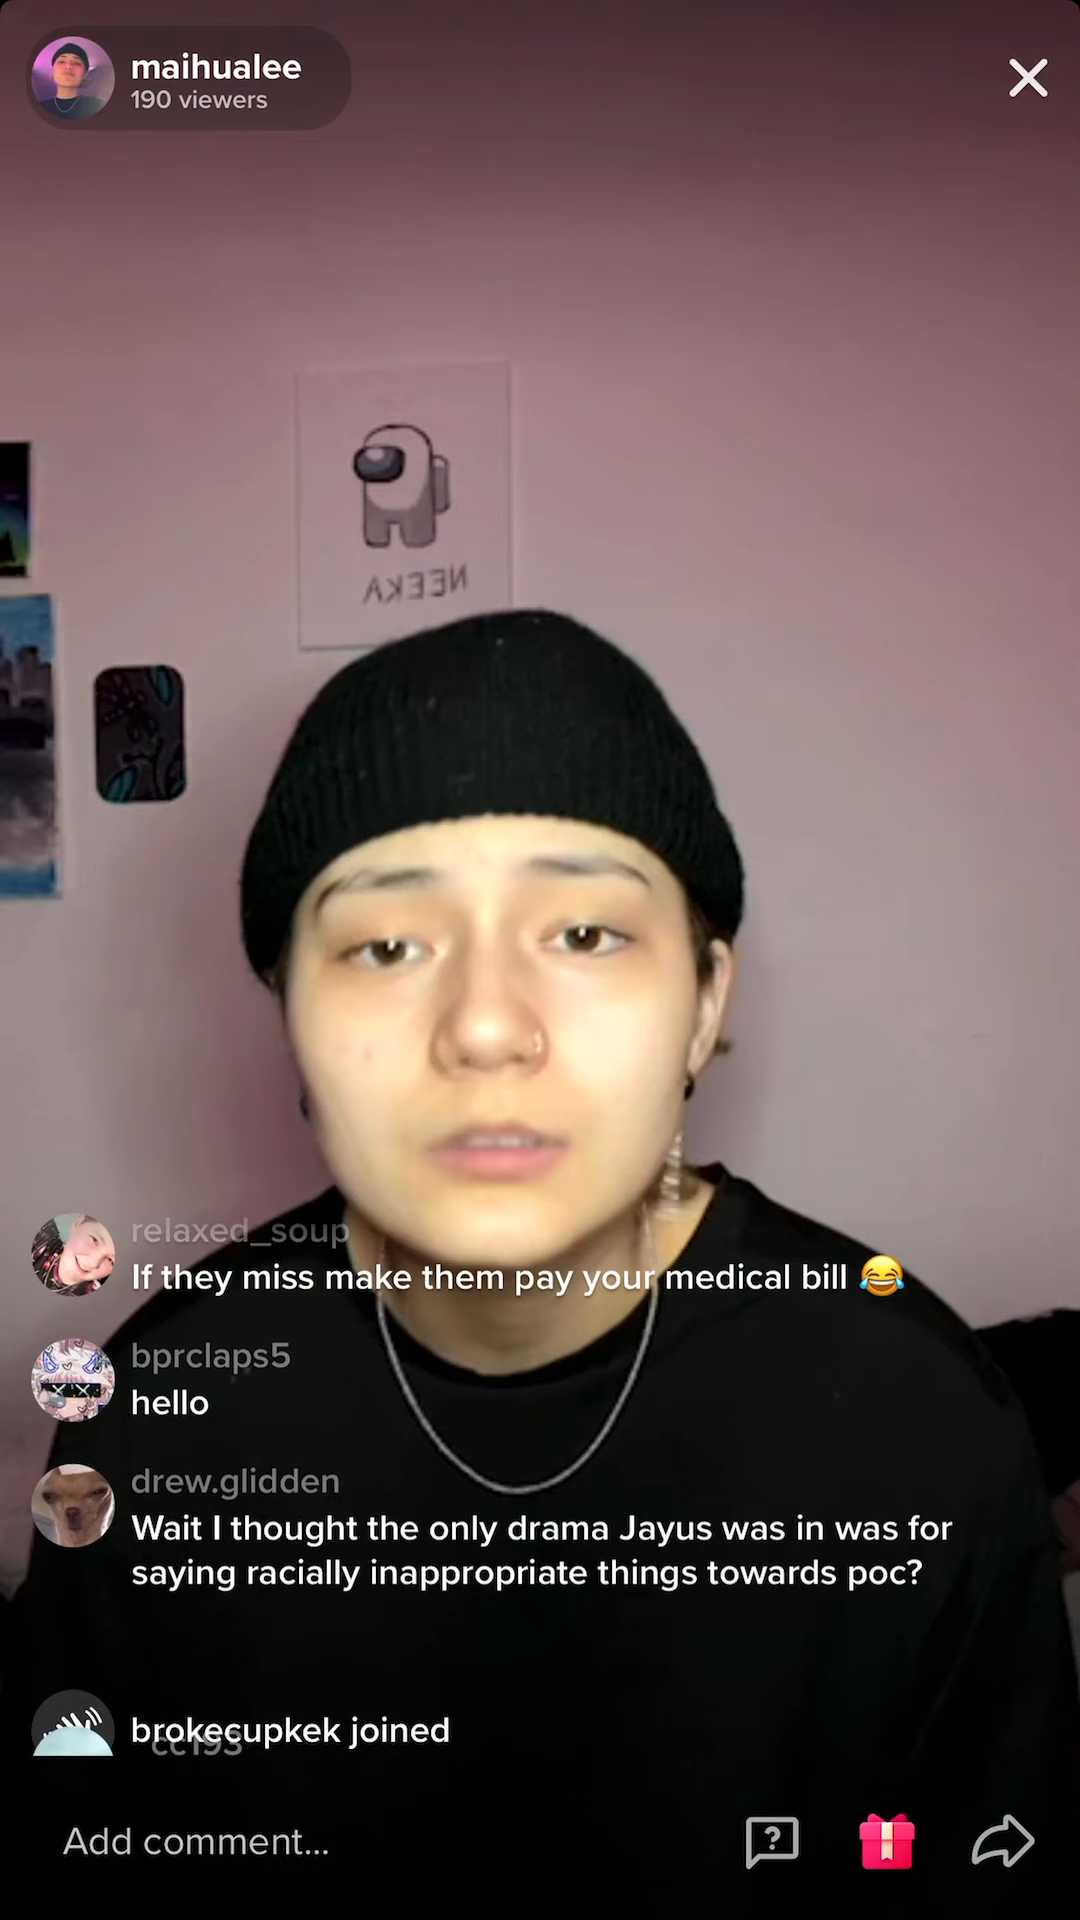 maihualee
190 viewers
NEEKA
relaxed_soup
If they miss make them pay your medical bill 😂
bprclaps5
hello
drew.glidden
Wait I thought the only drama Jayus was in was for
saying racially inappropriate things towards poc?
brokecupkek joined
cc193
Add comment...